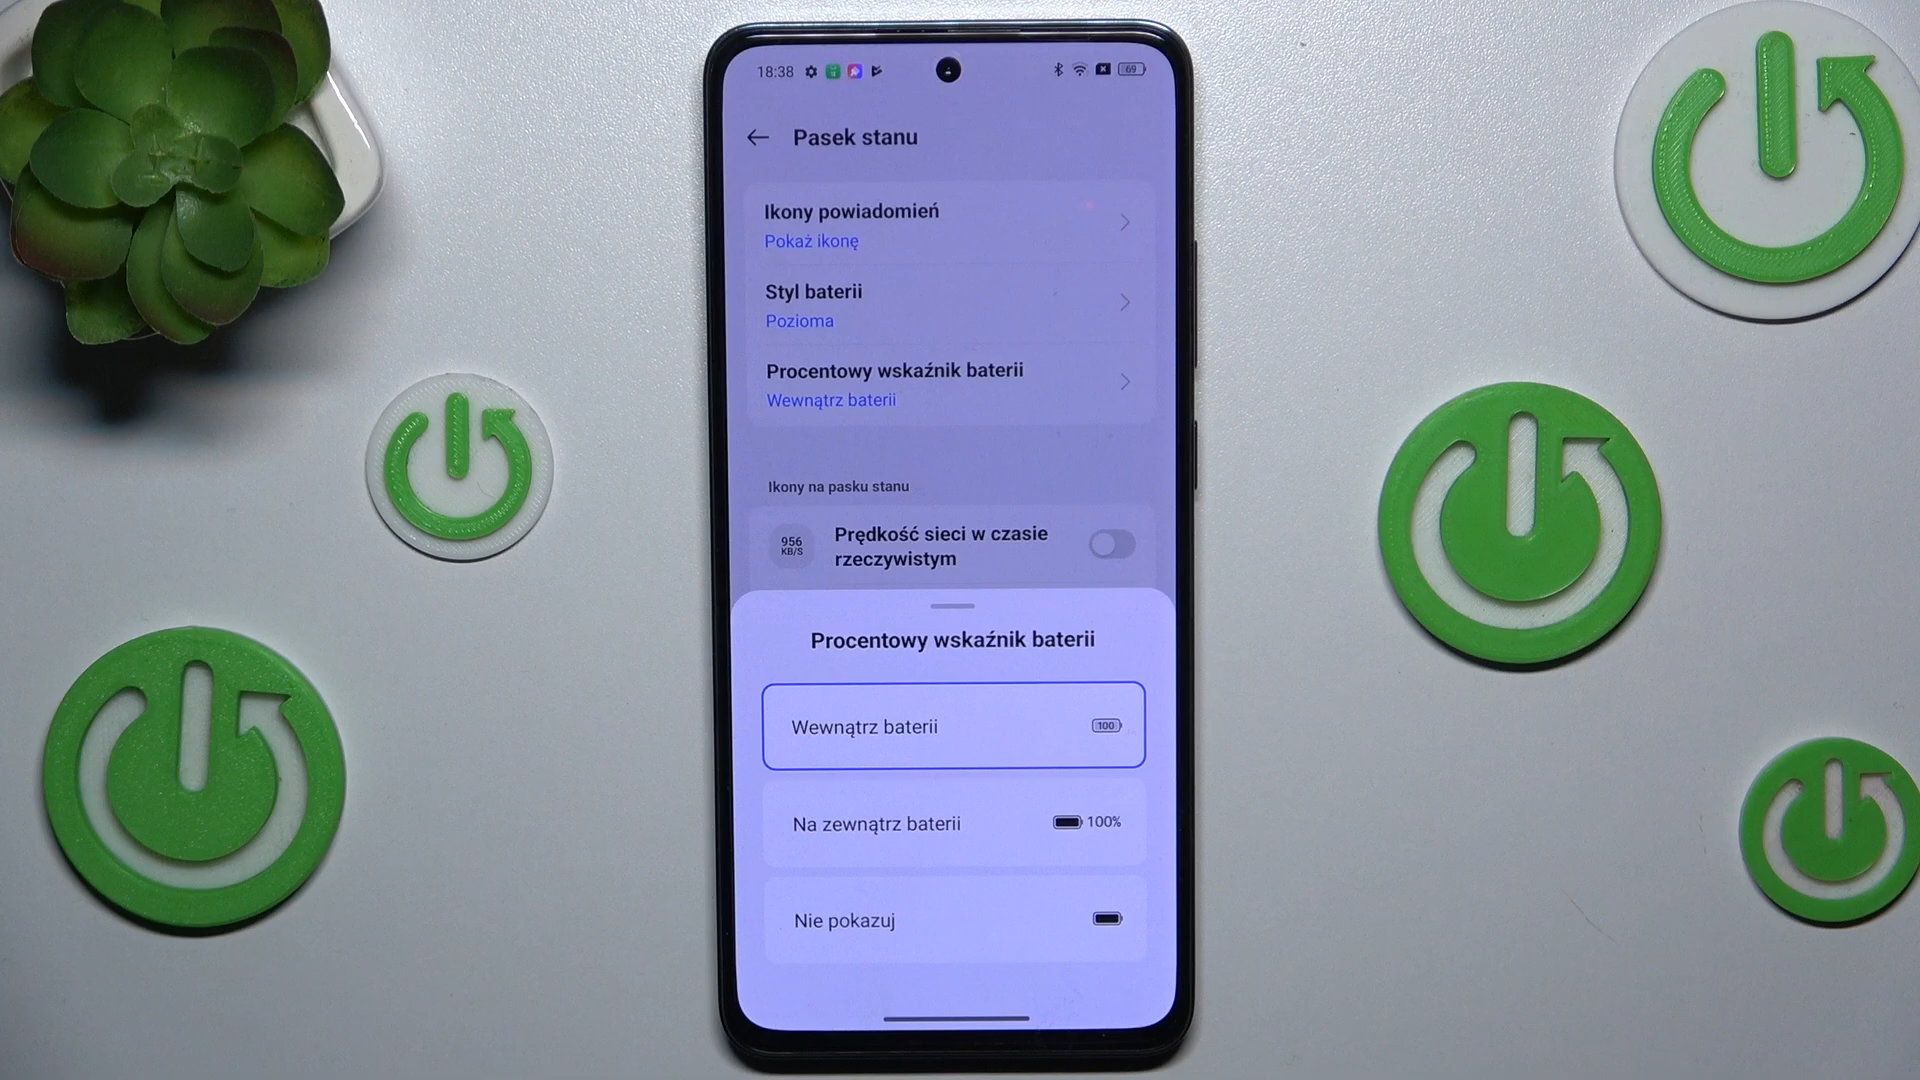 18:38
69
Pasek stanu
Ikony powiadomień
Pokaż ikonę
Styl baterii
Pozioma
Procentowy wskaźnik baterii
Wewnątrz baterii
Ikony na pasku stanu
956
KB/S
Prędkość sieci w czasie
rzeczywistym
Procentowy wskaźnik baterii
Wewnątrz baterii
100
Na zewnątrz baterii
100%
Nie pokazuj